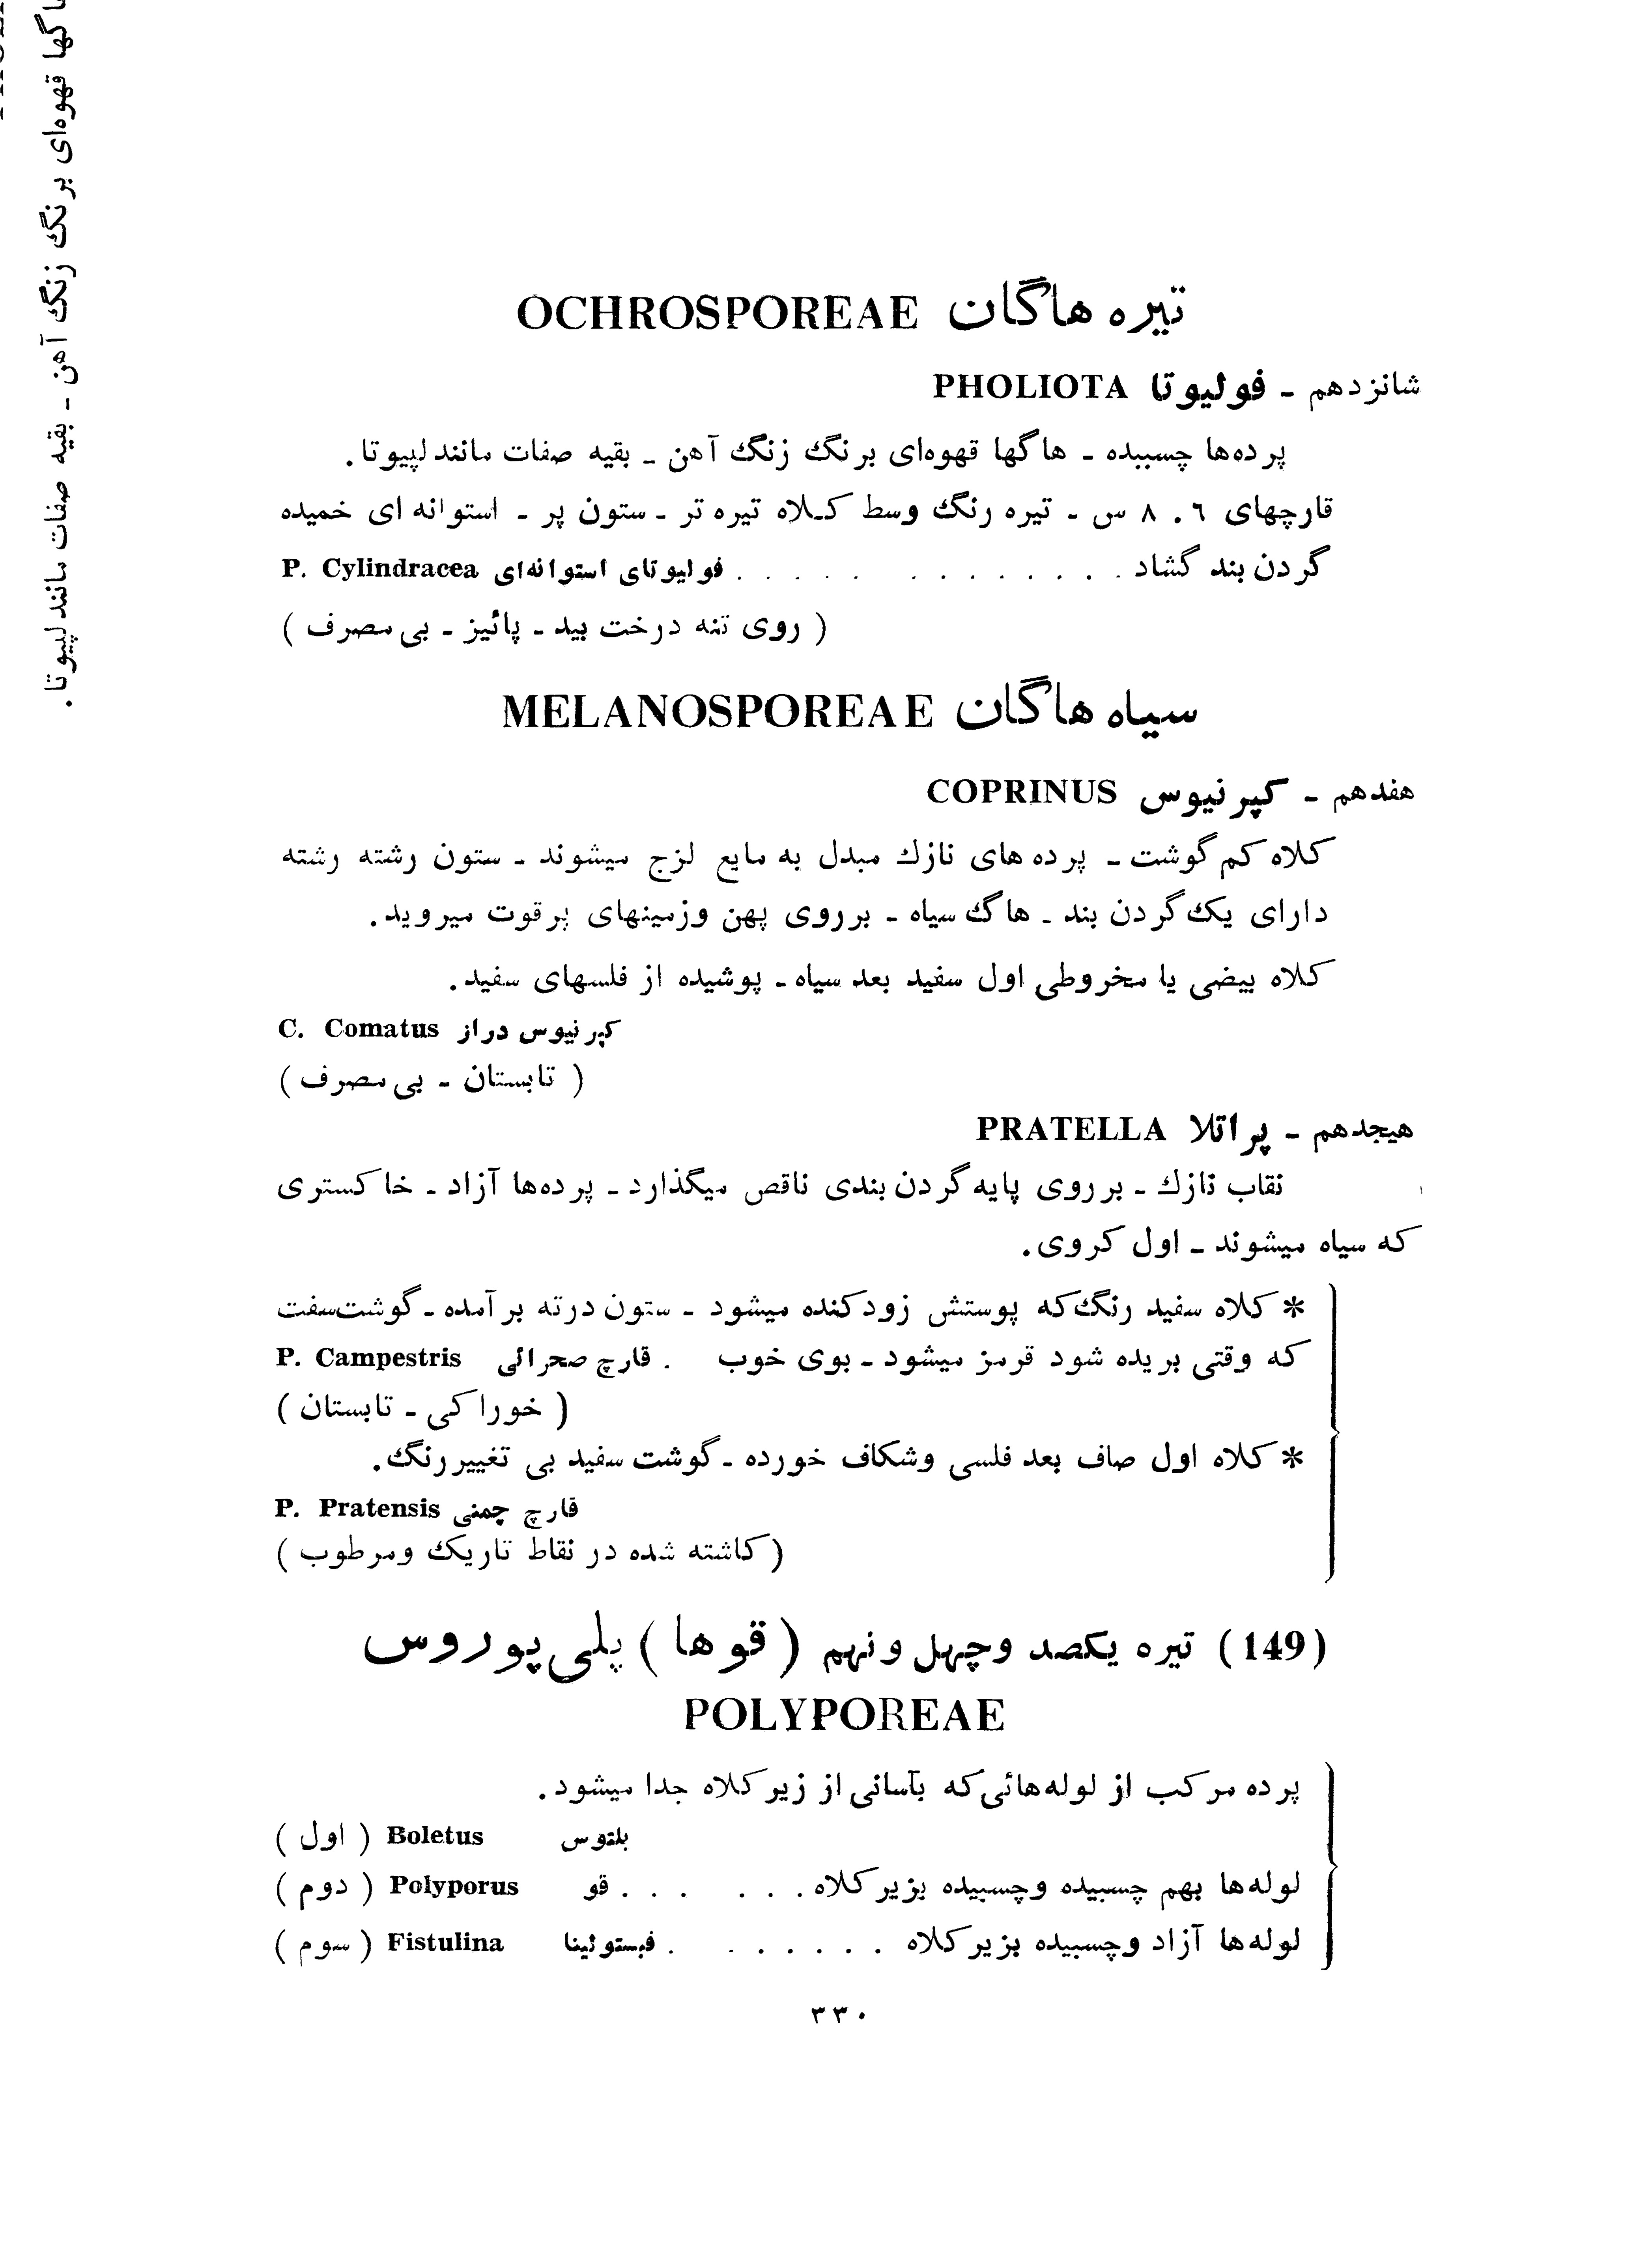 تیره هاگان OCHROSPOREAE
شانزدهم - فولیوتا PHOLIOTA
پرده‌ها چسبیده - هاگها قهوه‌ای برنگ زنگ آهن - بقیه صفات مانند لپیوتا.
قارچهای ٦ . ٨ س - تیره رنگ وسط کلاه تیره تر - ستون پر - استوانه ای خمیده
گردن بند گشاد . . . . . . . . . . . . . فولیوتای استوانه‌ای P. Cylindracea
( روی تنه درخت بید - پائیز - بی مصرف )
سیاه هاگان MELANOSPOREAE
هفدهم - کپرنیوس COPRINUS
کلاه کم گوشت - پرده های نازک مبدل به مایع لزج میشوند - ستون رشته رشته
دارای یک گردن بند - هاگ سیاه - برروی پهن وزمینهای پرقوت میروید.
کلاه بیضی یا مخروطی اول سفید بعد سیاه - پوشیده از فلسهای سفید.
کپرنیوس دراز C. Comatus
( تابستان - بی مصرف )
هیجدهم - پراتلا PRATELLA
نقاب نازک - برروی پایه گردن بندی ناقص میگذارد - پرده‌ها آزاد - خاکستری
که سیاه میشوند - اول کروی.
* کلاه سفید رنگ که پوستش زود کنده میشود - ستون درته برآمده - گوشت سفت
که وقتی بریده شود قرمز میشود - بوی خوب . قارچ صحرائی P. Campestris
( خوراکی - تابستان )
* کلاه اول صاف بعد فلسی وشکاف خورده - گوشت سفید بی تغییر رنگ.
قارچ چمنی P. Pratensis
( کاشته شده در نقاط تاریک ومرطوب )
(149) تیره یکصد وچهل ونهم ( قوها ) پلی پوروس
POLYPOREAE
پرده مرکب از لوله‌هائی که بآسانی از زیر کلاه جدا میشود.
بلتوس Boletus ( اول )
لوله‌ها بهم چسبیده وچسبیده بزیر کلاه . . . . . . قو Polyporus ( دوم )
لوله‌ها آزاد وچسبیده بزیر کلاه . . . . . . . فیستولینا Fistulina ( سوم )
٣٣٠
هاگها قهوه‌ای برنگ زنگ آهن - بقیه صفات مانند لپیوتا.